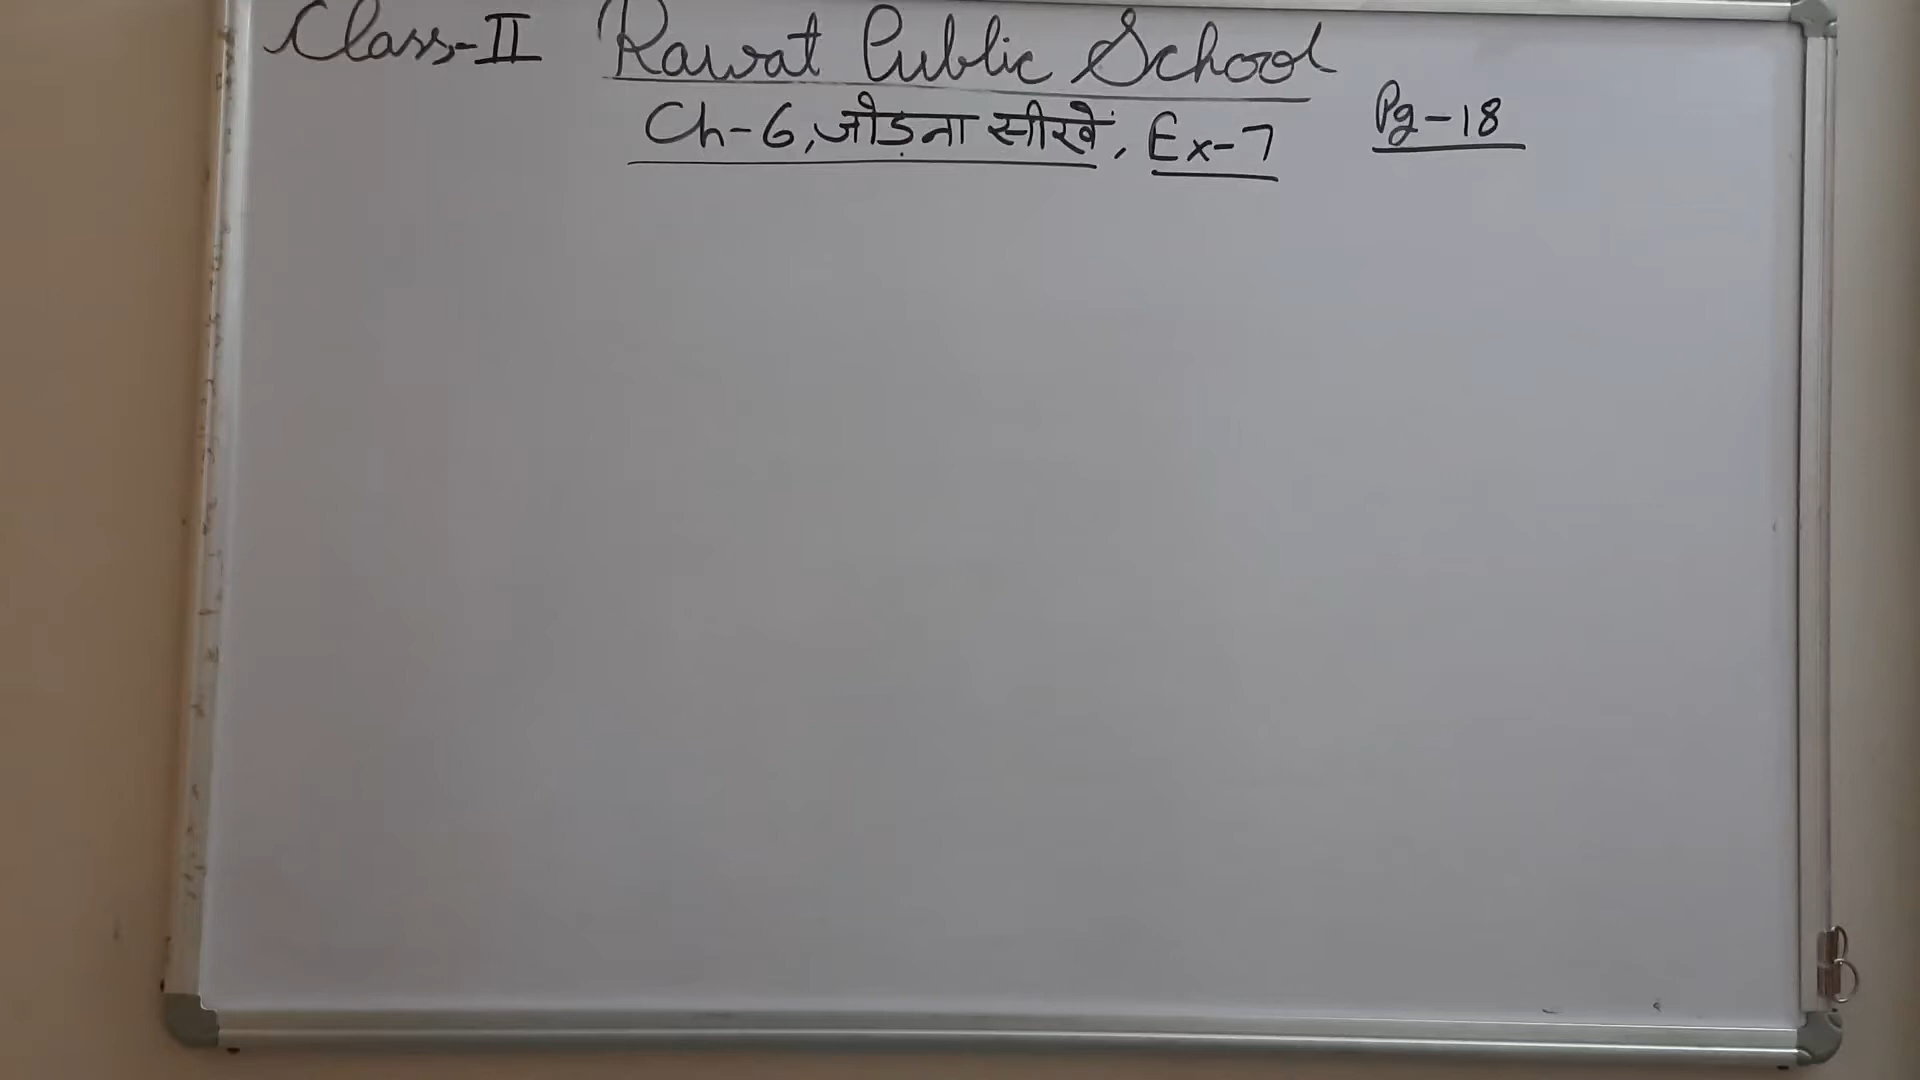 Class-II Rawat Public School
Ch-6, जोड़ना सीखें, Ex-7 Pg-18